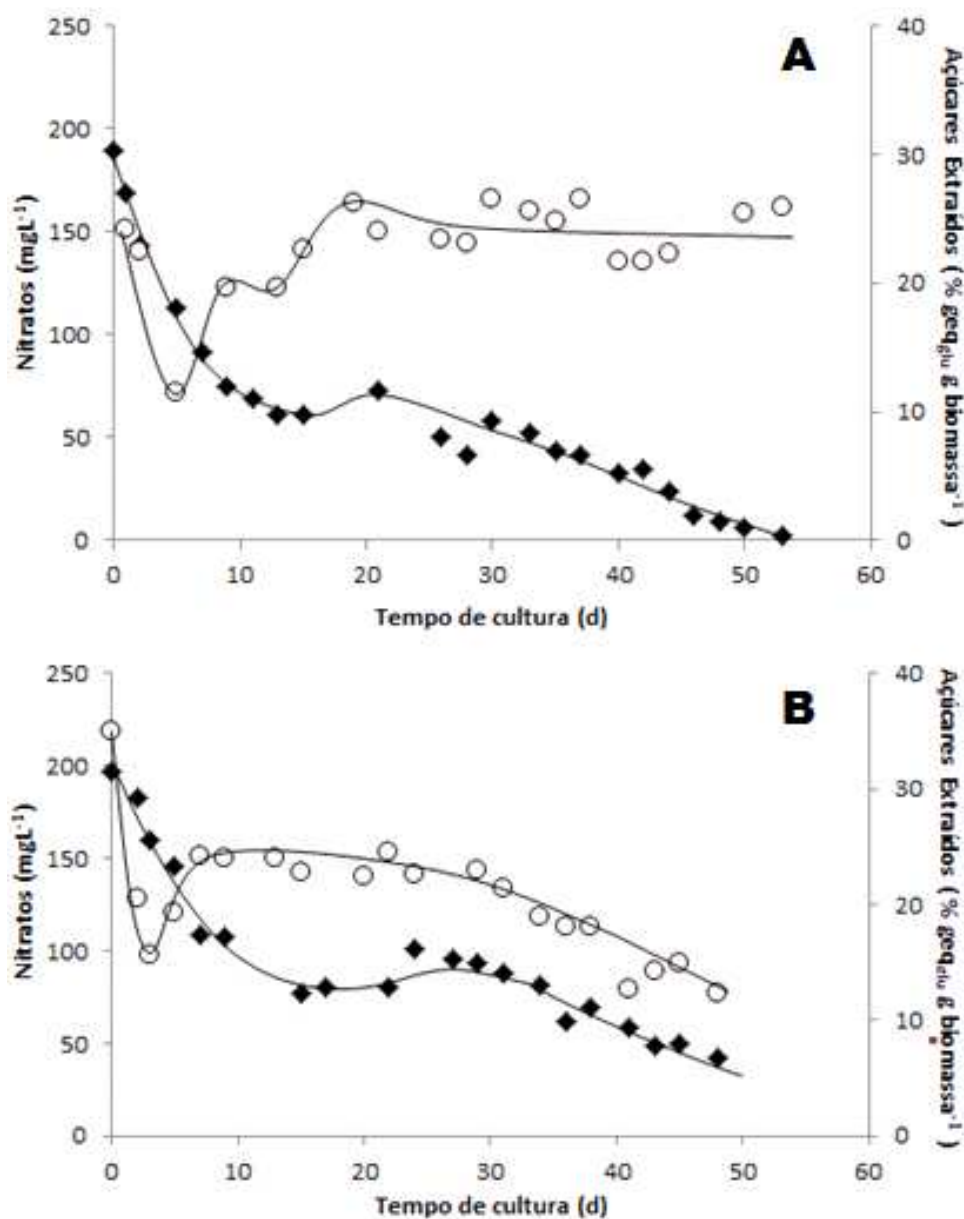 A
Nitratos (mgL⁻¹)
250
200
150
100
50
0
0 10 20 30 40 50 60
Tempo de cultura (d)
40
30
20
10
0
Açúcares Extraídos ( % geq_glu g biomassa⁻¹)
B
Nitratos (mgL⁻¹)
250
200
150
100
50
0
0 10 20 30 40 50 60
Tempo de cultura (d)
40
30
20
10
0
Açúcares Extraídos ( % geq_glu g biomassa⁻¹)